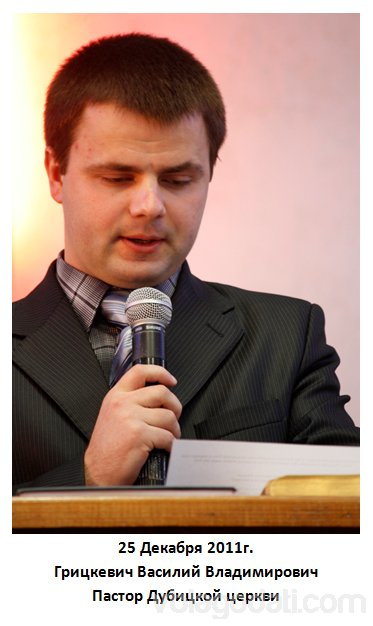 25 Декабря 2011г.
Грицкевич Василий Владимирович
Пастор Дубицкой церкви